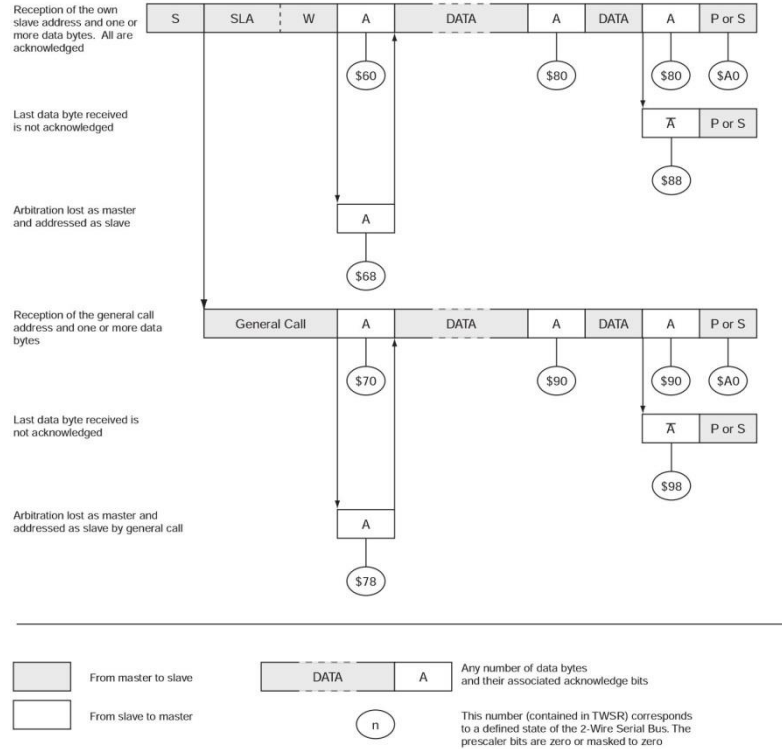 Reception of the own
slave address and one or
more data bytes. All are
acknowledged
S SLA W A DATA A DATA A P or S
$60 $80 $80 $A0
Last data byte received
is not acknowledged
A P or S
$88
Arbitration lost as master
and addressed as slave
A
$68
Reception of the general call
address and one or more data
bytes
General Call A DATA A DATA A P or S
$70 $90 $90 $A0
Last data byte received is
not acknowledged
A P or S
$98
Arbitration lost as master and
addressed as slave by general call
A
$78
From master to slave
DATA A
Any number of data bytes
and their associated acknowledge bits
From slave to master
n
This number (contained in TWSR) corresponds
to a defined state of the 2-Wire Serial Bus. The
prescaler bits are zero or masked to zero